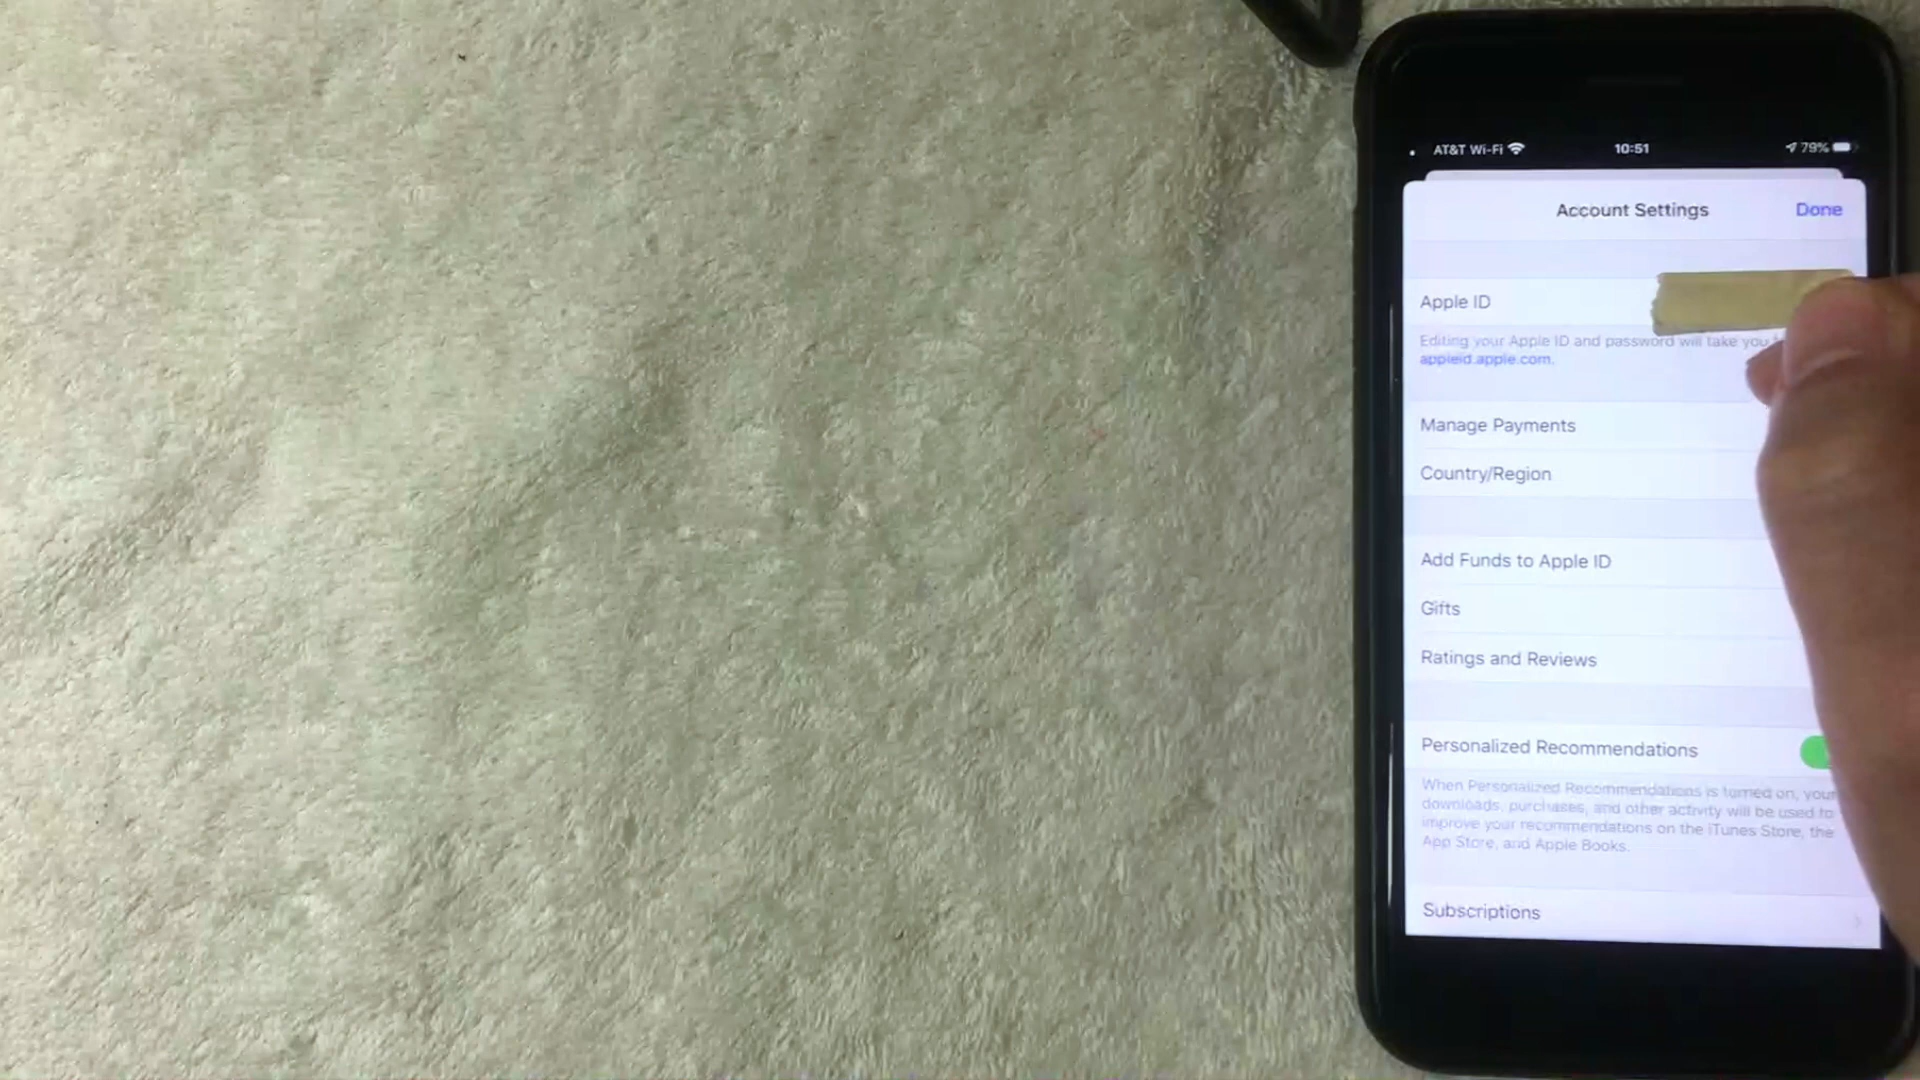 AT&T Wi-Fi 10:51 79%
Account Settings Done
Apple ID
Editing your Apple ID and password will take you
appleid.apple.com.
Manage Payments
Country/Region
Add Funds to Apple ID
Gifts
Ratings and Reviews
Personalized Recommendations
When Personalized Recommendations is turned on, your
downloads, purchases, and other activity will be used to
improve your recommendations on the iTunes Store, the
App Store, and Apple Books.
Subscriptions